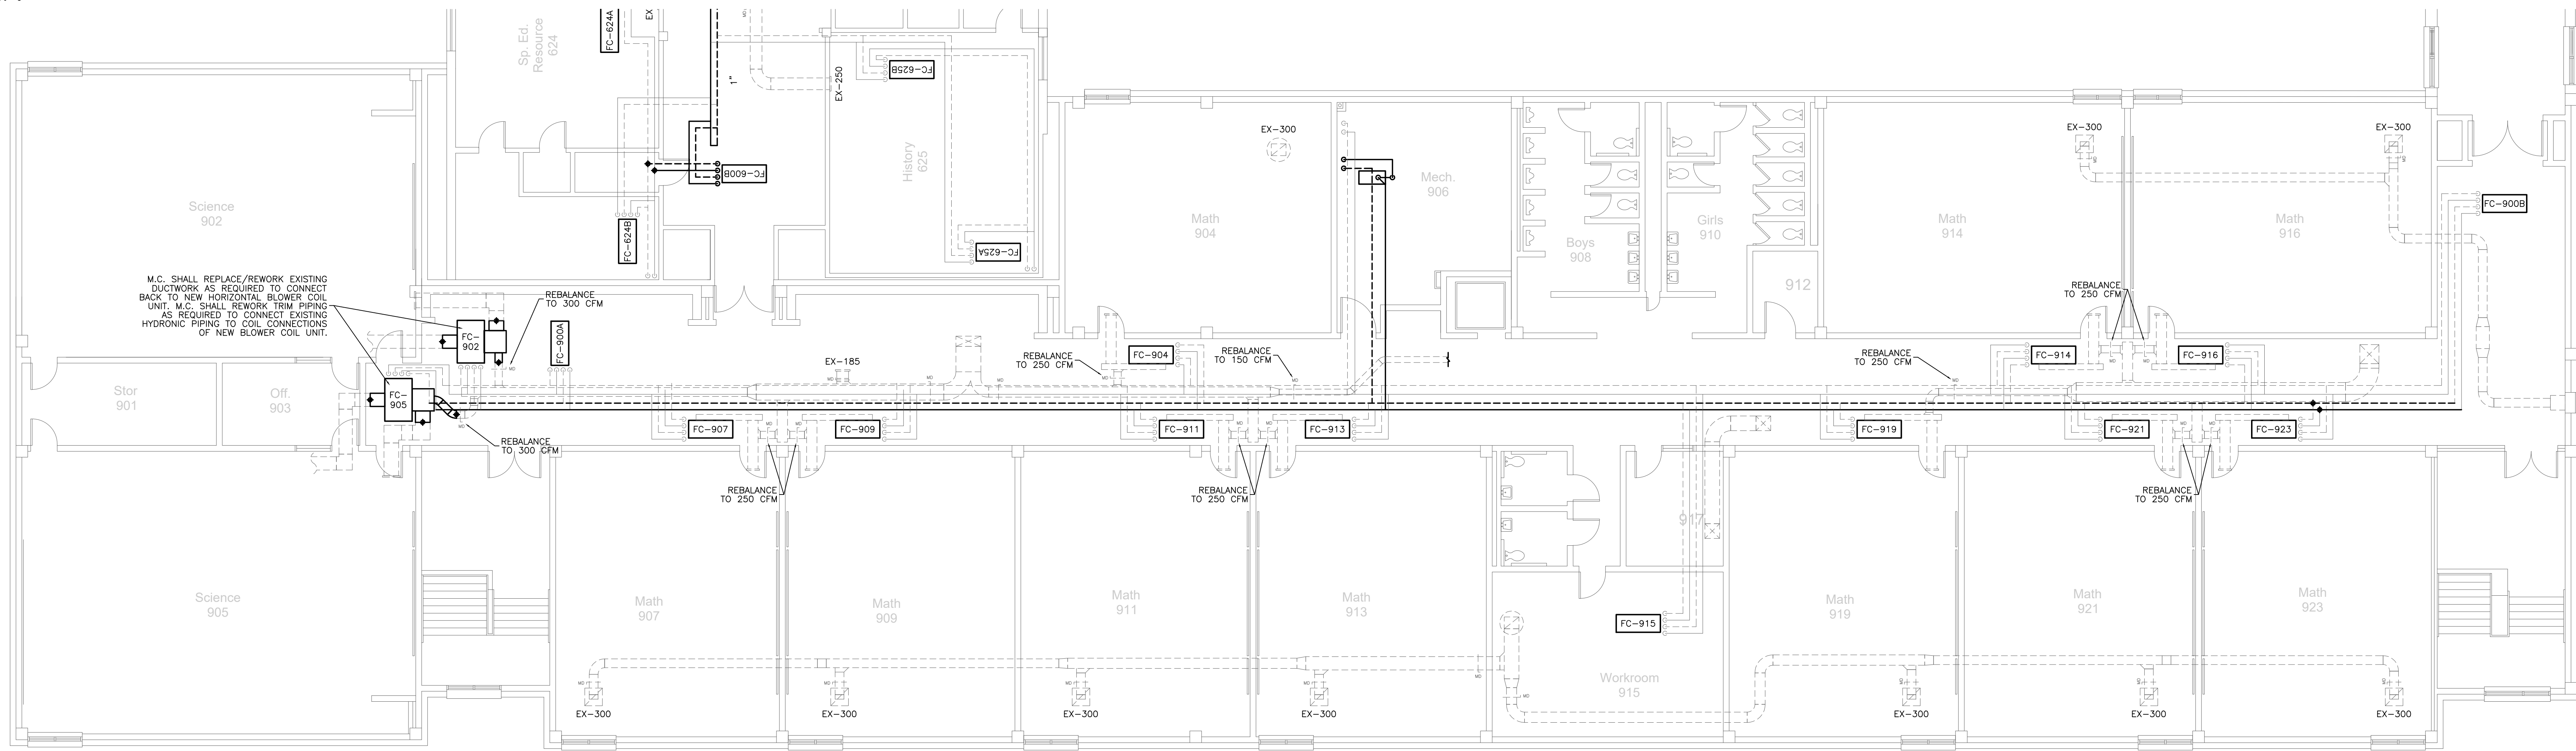 FC-624A
EX
Sp. Ed.
Resource
624
1"
FC-625B
EX-250
EX-300
EX-300
EX-300
FC-600B
History
625
Mech.
906
Science
902
Math
904
Girls
910
Math
914
Math
916
FC-900B
FC-624B
FC-625A
Boys
908
912
M.C. SHALL REPLACE/REWORK EXISTING
DUCTWORK AS REQUIRED TO CONNECT
BACK TO NEW HORIZONTAL BLOWER COIL
UNIT. M.C. SHALL REWORK TRIM PIPING
AS REQUIRED TO CONNECT EXISTING
HYDRONIC PIPING TO COIL CONNECTIONS
OF NEW BLOWER COIL UNIT.
REBALANCE
TO 300 CFM
REBALANCE
TO 250 CFM
FC-
902
FC-900A
EX-185
REBALANCE
TO 250 CFM
FC-904
REBALANCE
TO 150 CFM
REBALANCE
TO 250 CFM
FC-914
FC-916
Stor
901
Off.
903
FC-
905
FC-907
FC-909
FC-911
FC-913
FC-919
FC-921
FC-923
REBALANCE
TO 300 CFM
REBALANCE
TO 250 CFM
REBALANCE
TO 250 CFM
REBALANCE
TO 250 CFM
917
Science
905
Math
907
Math
909
Math
911
Math
913
FC-915
Math
919
Math
921
Math
923
Workroom
915
EX-300
EX-300
EX-300
EX-300
EX-300
EX-300
EX-300